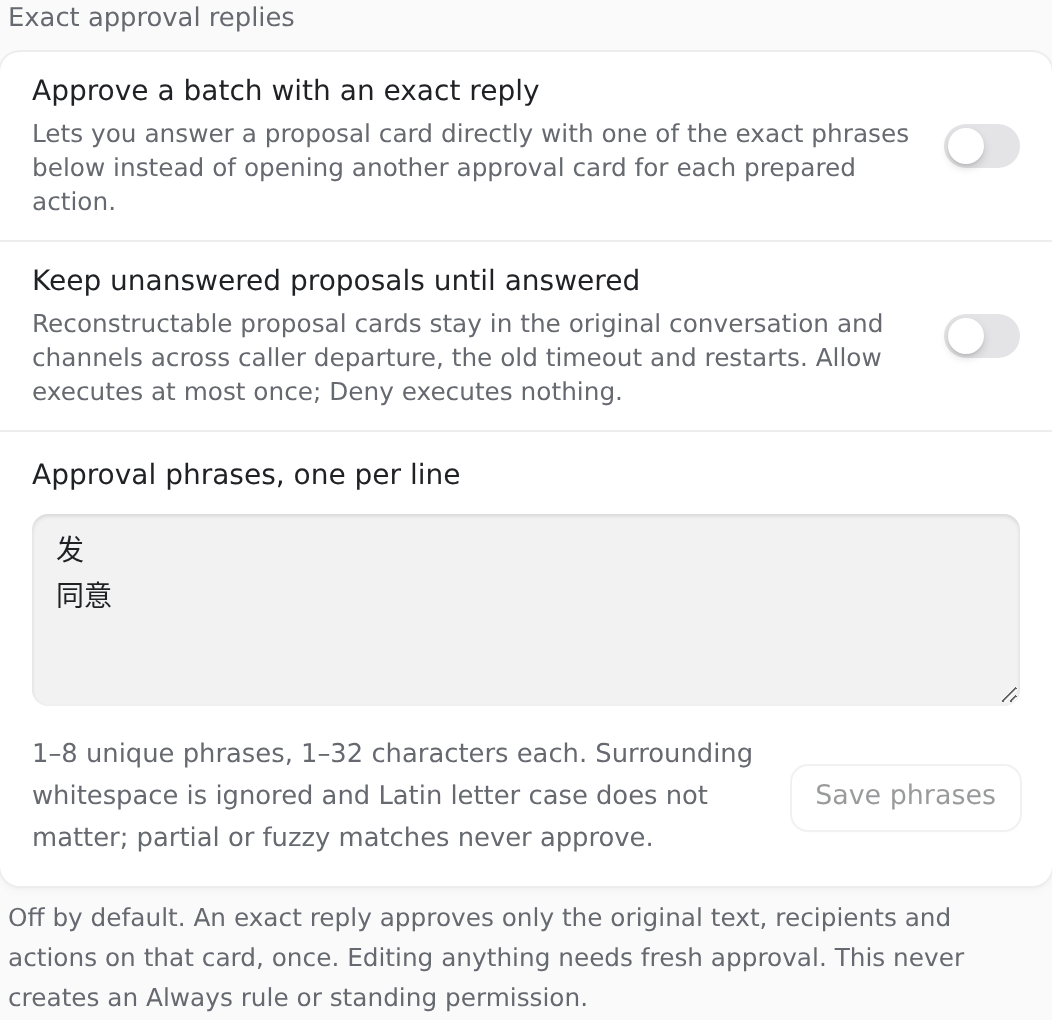 Exact approval replies
Approve a batch with an exact reply
Lets you answer a proposal card directly with one of the exact phrases
below instead of opening another approval card for each prepared
action.
Keep unanswered proposals until answered
Reconstructable proposal cards stay in the original conversation and
channels across caller departure, the old timeout and restarts. Allow
executes at most once; Deny executes nothing.
Approval phrases, one per line
发
同意
1–8 unique phrases, 1–32 characters each. Surrounding
whitespace is ignored and Latin letter case does not
matter; partial or fuzzy matches never approve.
Save phrases
Off by default. An exact reply approves only the original text, recipients and
actions on that card, once. Editing anything needs fresh approval. This never
creates an Always rule or standing permission.